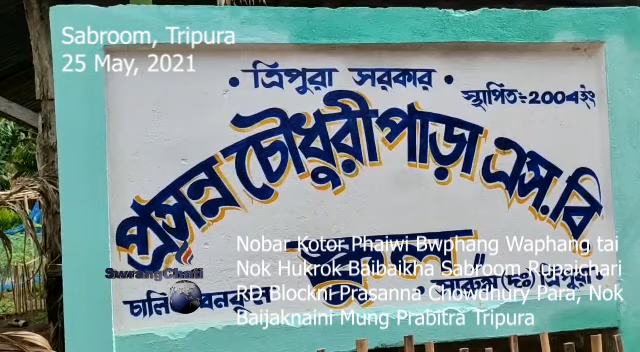 Sabroom, Tripura
25 May, 2021
• ত্রিপুরা সরকার •
স্থাপিত:-2004ইং
প্রসন্ন চৌধুরী পাড়া এস.বি.
স্কুল
SwrangChati
Nobar Kotor Phaiwi Bwphang Waphang tai
Nok Hukrok Baibaikha Sabroom Rupaichari
RD Blockni Prasanna Chowdhury Para, Nok
Baijaknaini Mung Prabitra Tripura